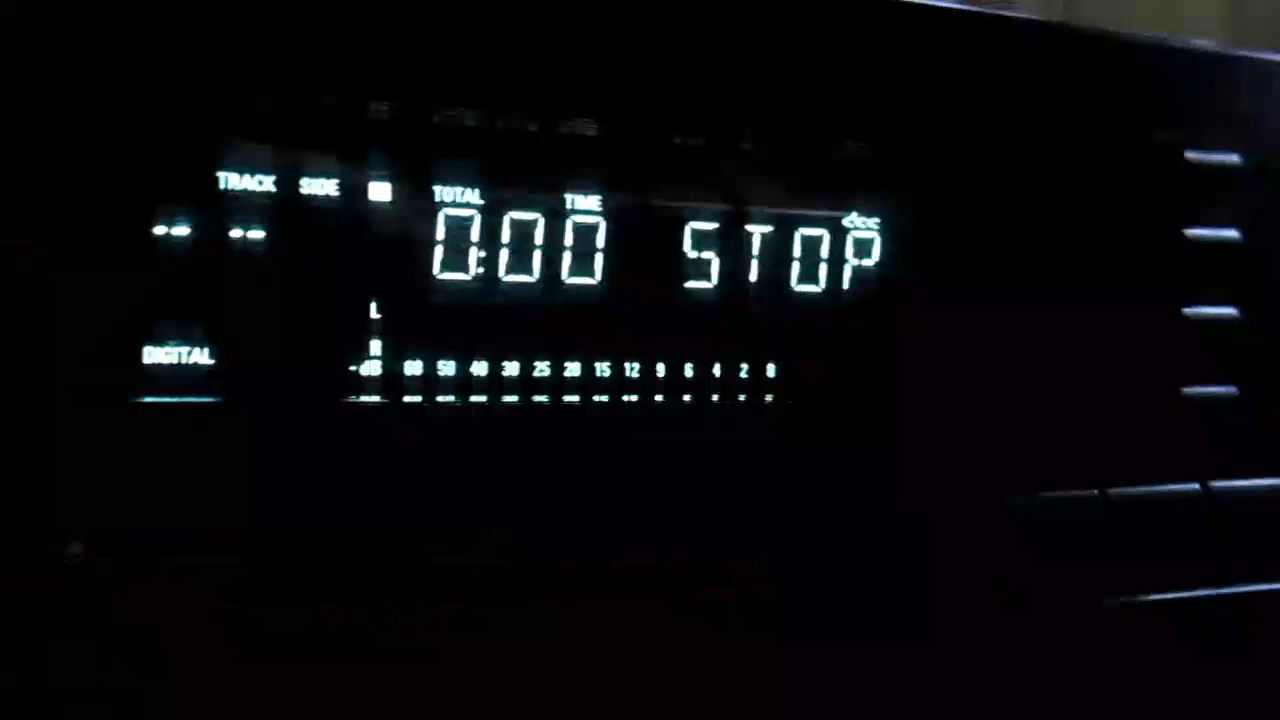 TRACK SIDE TOTAL TIME
-- -- 0:00 STOP
L
R
DIGITAL
-dB 60 50 40 30 25 20 15 12 9 6 4 2 0